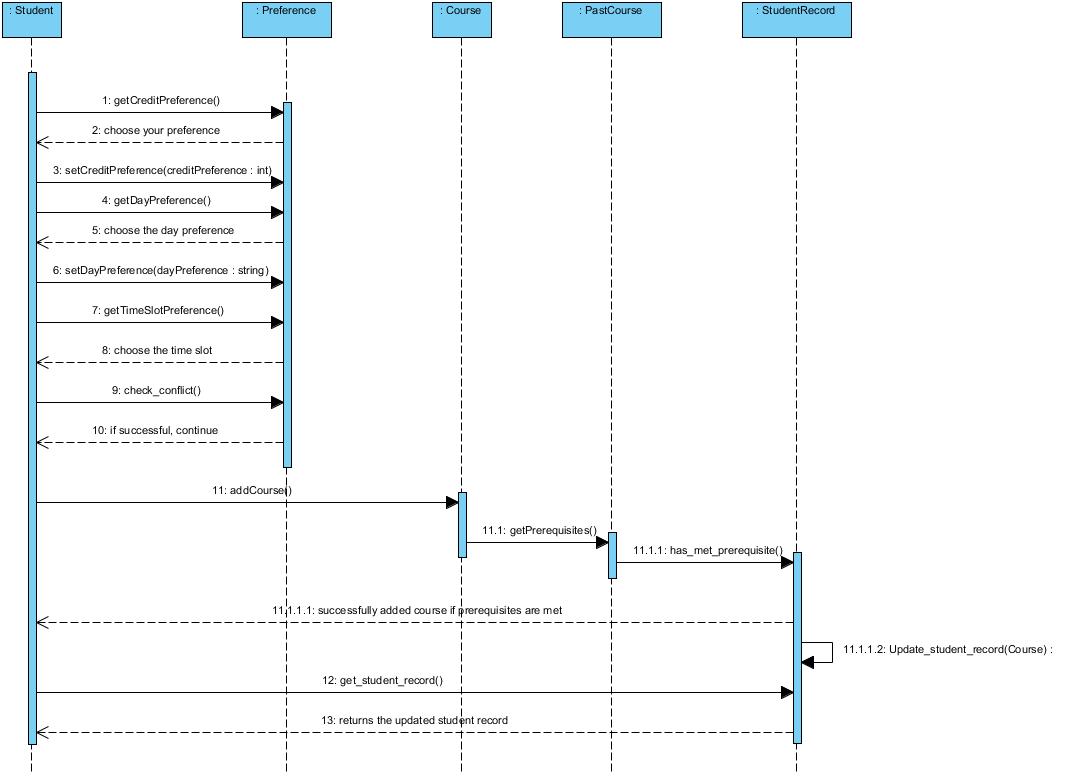 : Student
: Preference
: Course
: PastCourse
: StudentRecord
1: getCreditPreference()
2: choose your preference
3: setCreditPreference(creditPreference : int)
4: getDayPreference()
5: choose the day preference
6: setDayPreference(dayPreference : string)
7: getTimeSlotPreference()
8: choose the time slot
9: check_conflict()
10: if successful, continue
11: addCourse()
11.1: getPrerequisites()
11.1.1: has_met_prerequisite()
11.1.1.1: successfully added course if prerequisites are met
11.1.1.2: Update_student_record(Course) :
12: get_student_record()
13: returns the updated student record